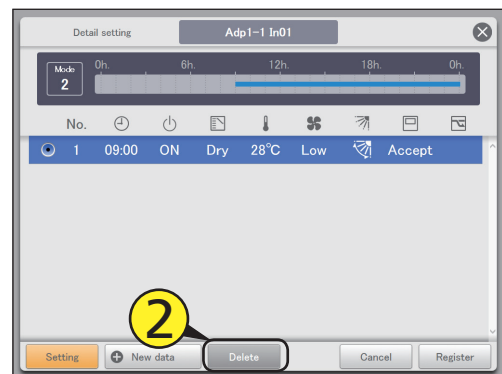 Detail setting Adp1-1 In01
Mode 2 0h. 6h. 12h. 18h. 0h.
No.
1 09:00 ON Dry 28°C Low Accept
2
Setting New data Delete Cancel Register